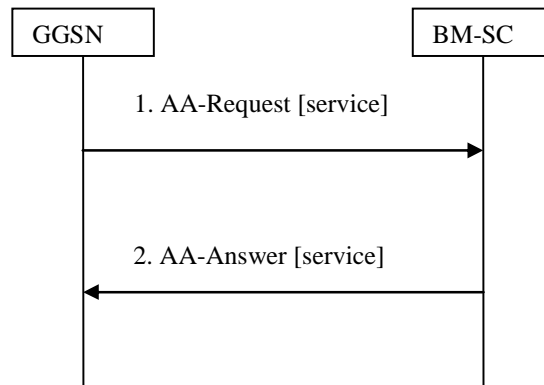 GGSN
BM-SC
1. AA-Request [service]
2. AA-Answer [service]